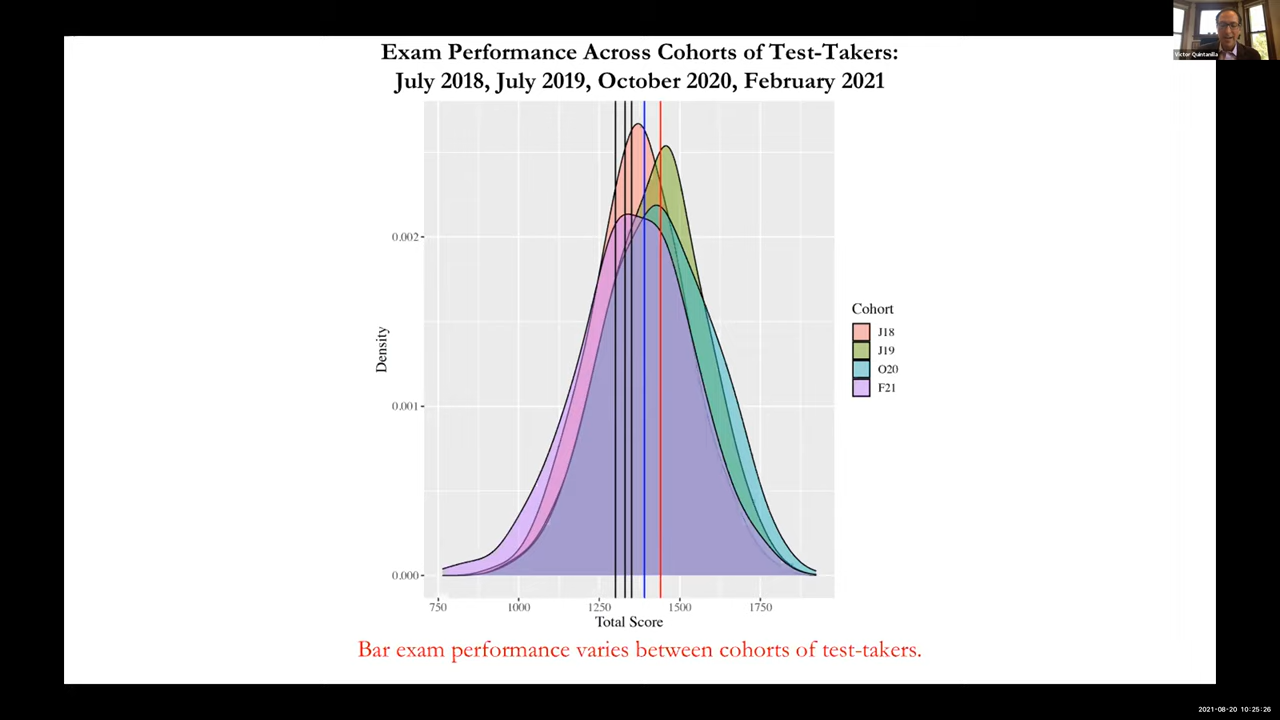 Victor Quintanilla
Exam Performance Across Cohorts of Test-Takers:
July 2018, July 2019, October 2020, February 2021
0.002
0.001
0.000
Density
750 1000 1250 1500 1750
Total Score
Cohort
J18
J19
O20
F21
Bar exam performance varies between cohorts of test-takers.
2021-08-20 10:25:26